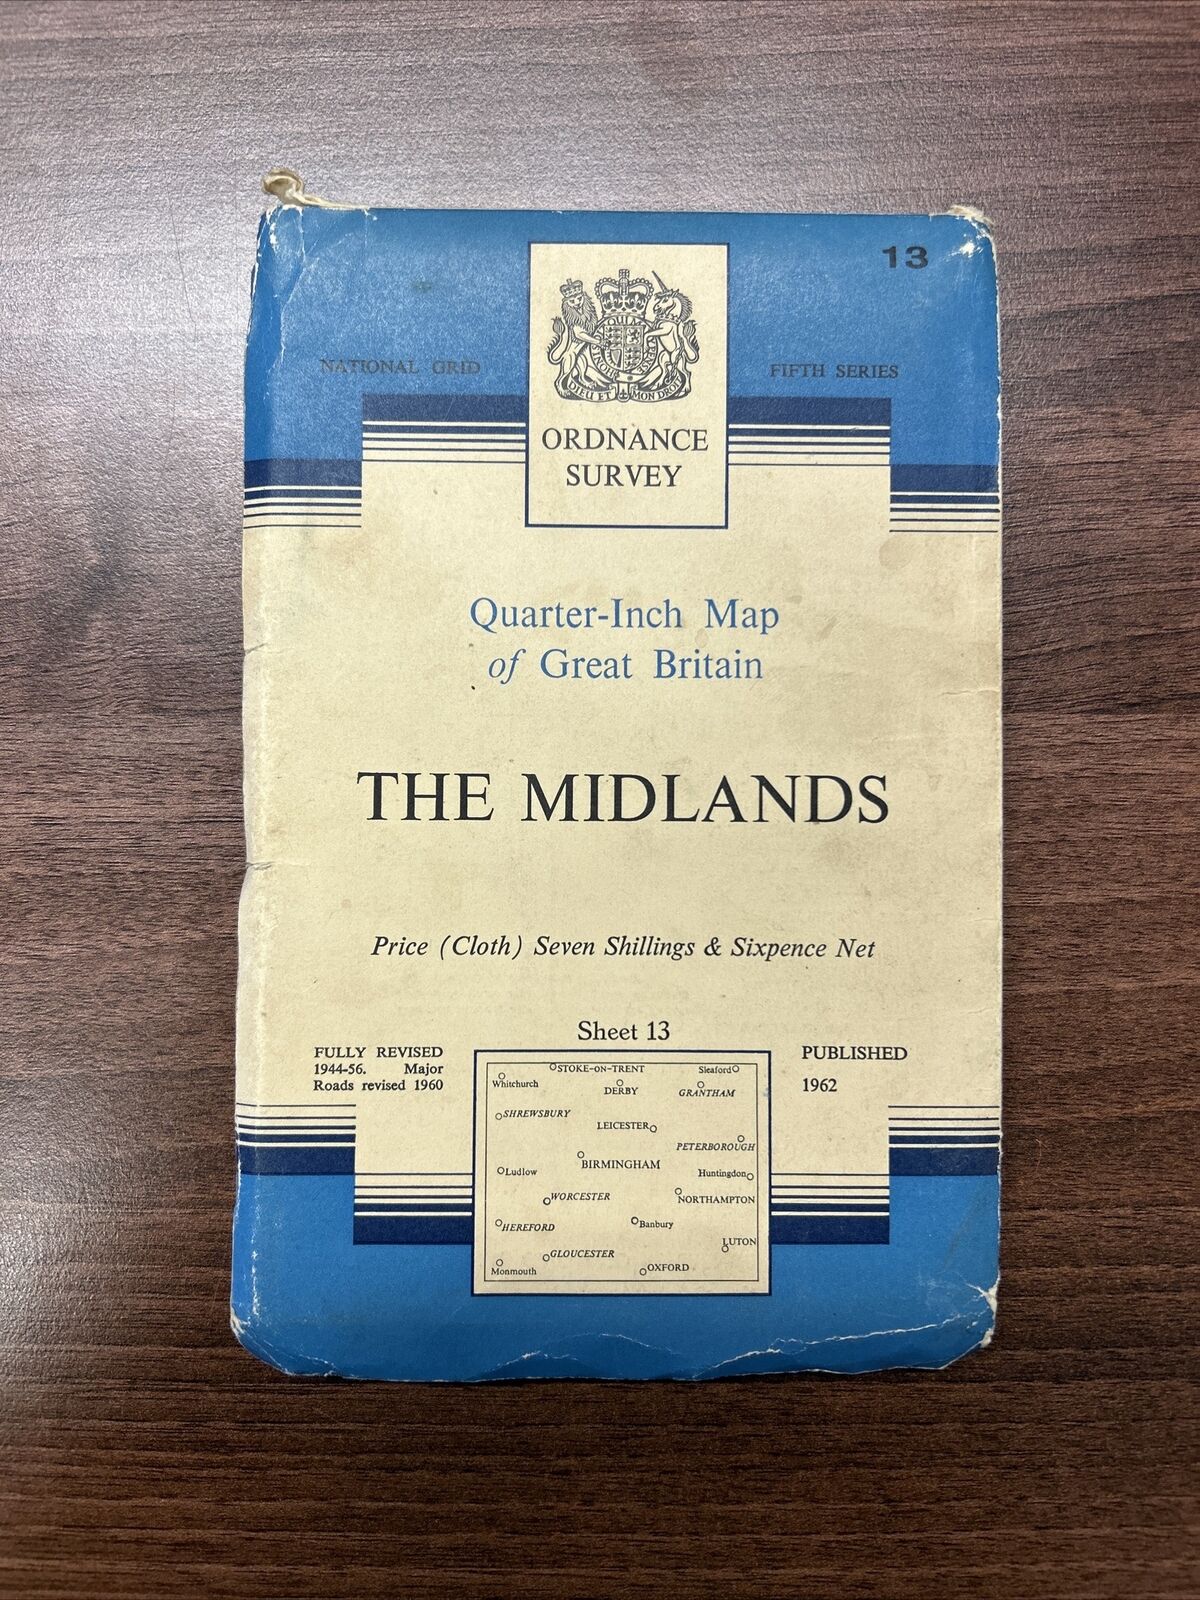 13
NATIONAL GRID
FIFTH SERIES
DIEU ET MON DROIT
ORDNANCE
SURVEY
Quarter-Inch Map
of Great Britain
THE MIDLANDS
Price (Cloth) Seven Shillings & Sixpence Net
Sheet 13
FULLY REVISED
1944-56. Major
Roads revised 1960
PUBLISHED
1962
STOKE-ON-TRENT
Sleaford
Whitchurch
DERBY
GRANTHAM
SHREWSBURY
LEICESTER
PETERBOROUGH
BIRMINGHAM
Ludlow
Huntingdon
WORCESTER
NORTHAMPTON
HEREFORD
Banbury
LUTON
GLOUCESTER
Monmouth
OXFORD